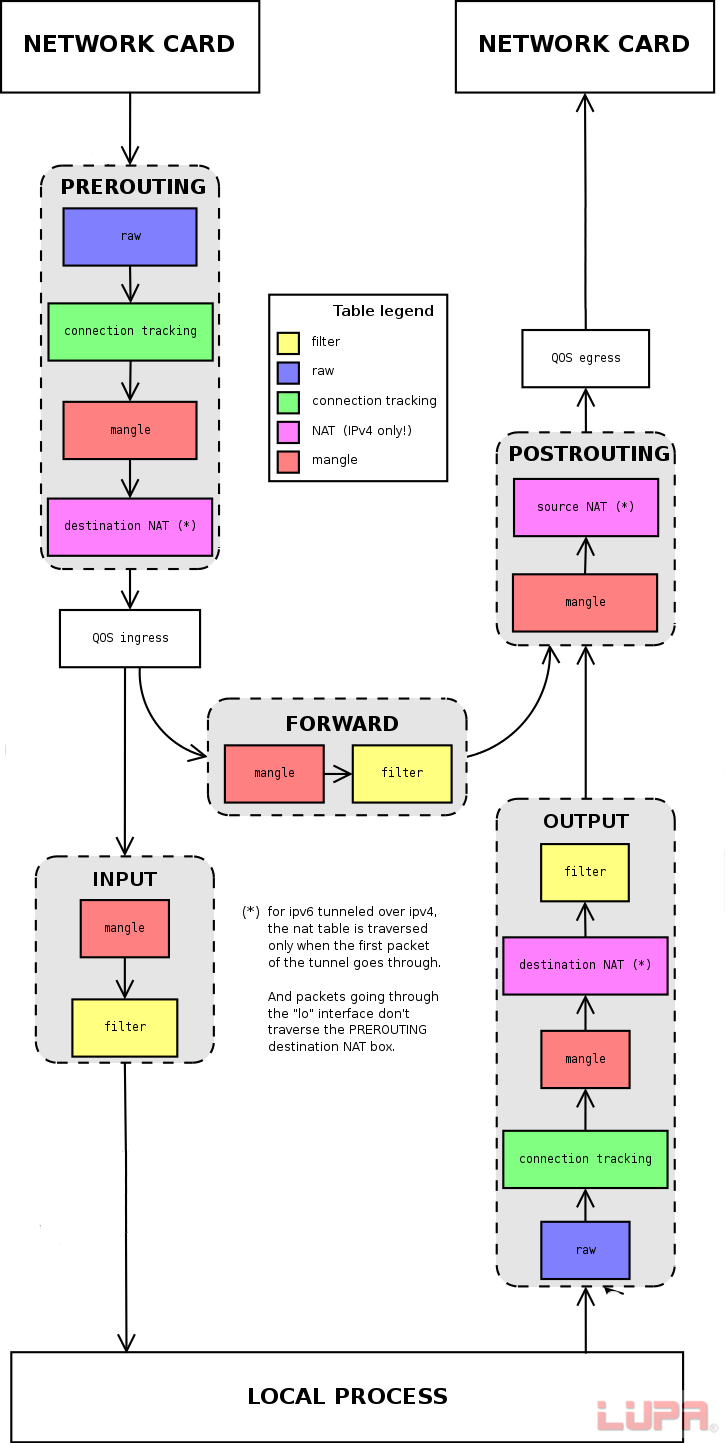 NETWORK CARD
NETWORK CARD
PREROUTING
raw
connection tracking
mangle
destination NAT (*)
QOS ingress
Table legend
filter
raw
connection tracking
NAT (IPv4 only!)
mangle
QOS egress
POSTROUTING
source NAT (*)
mangle
FORWARD
mangle
filter
INPUT
mangle
filter
(*) for ipv6 tunneled over ipv4,
the nat table is traversed
only when the first packet
of the tunnel goes through.
And packets going through
the "lo" interface don't
traverse the PREROUTING
destination NAT box.
OUTPUT
filter
destination NAT (*)
mangle
connection tracking
raw
LOCAL PROCESS
LUPA®